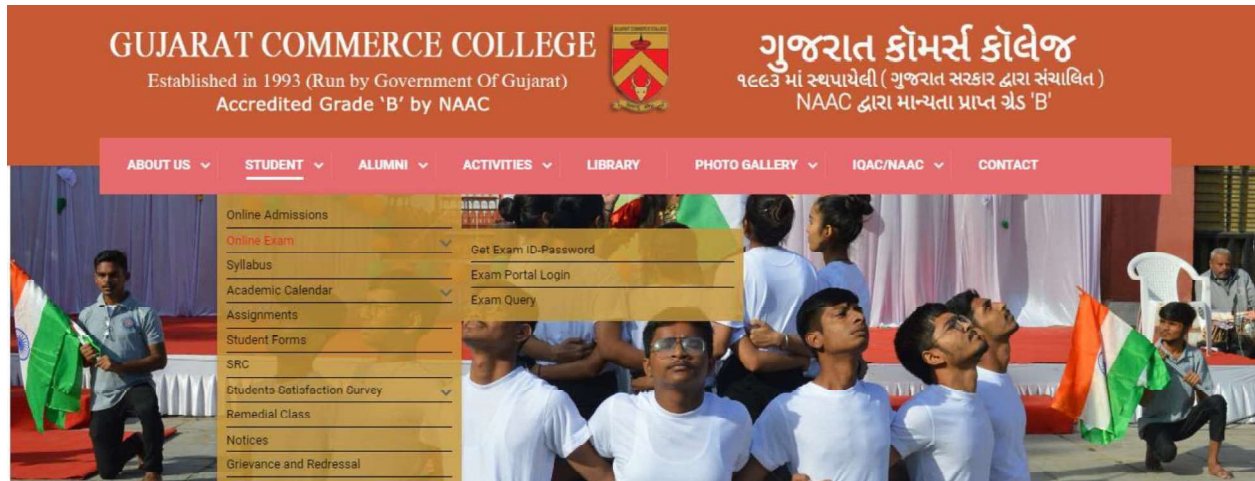 GUJARAT COMMERCE COLLEGE
Established in 1993 (Run by Government Of Gujarat)
Accredited Grade 'B' by NAAC
ગુજરાત કૉમર્સ કૉલેજ
૧૯૯૩ માં સ્થપાયેલી ( ગુજરાત સરકાર દ્વારા સંચાલિત )
NAAC દ્વારા માન્યતા પ્રાપ્ત ગ્રેડ 'B'
ABOUT US
STUDENT
ALUMNI
ACTIVITIES
LIBRARY
PHOTO GALLERY
IQAC/NAAC
CONTACT
Online Admissions
Online Exam
Syllabus
Academic Calendar
Assignments
Student Forms
SRC
Students Satisfaction Survey
Remedial Class
Notices
Grievance and Redressal
Get Exam ID-Password
Exam Portal Login
Exam Query